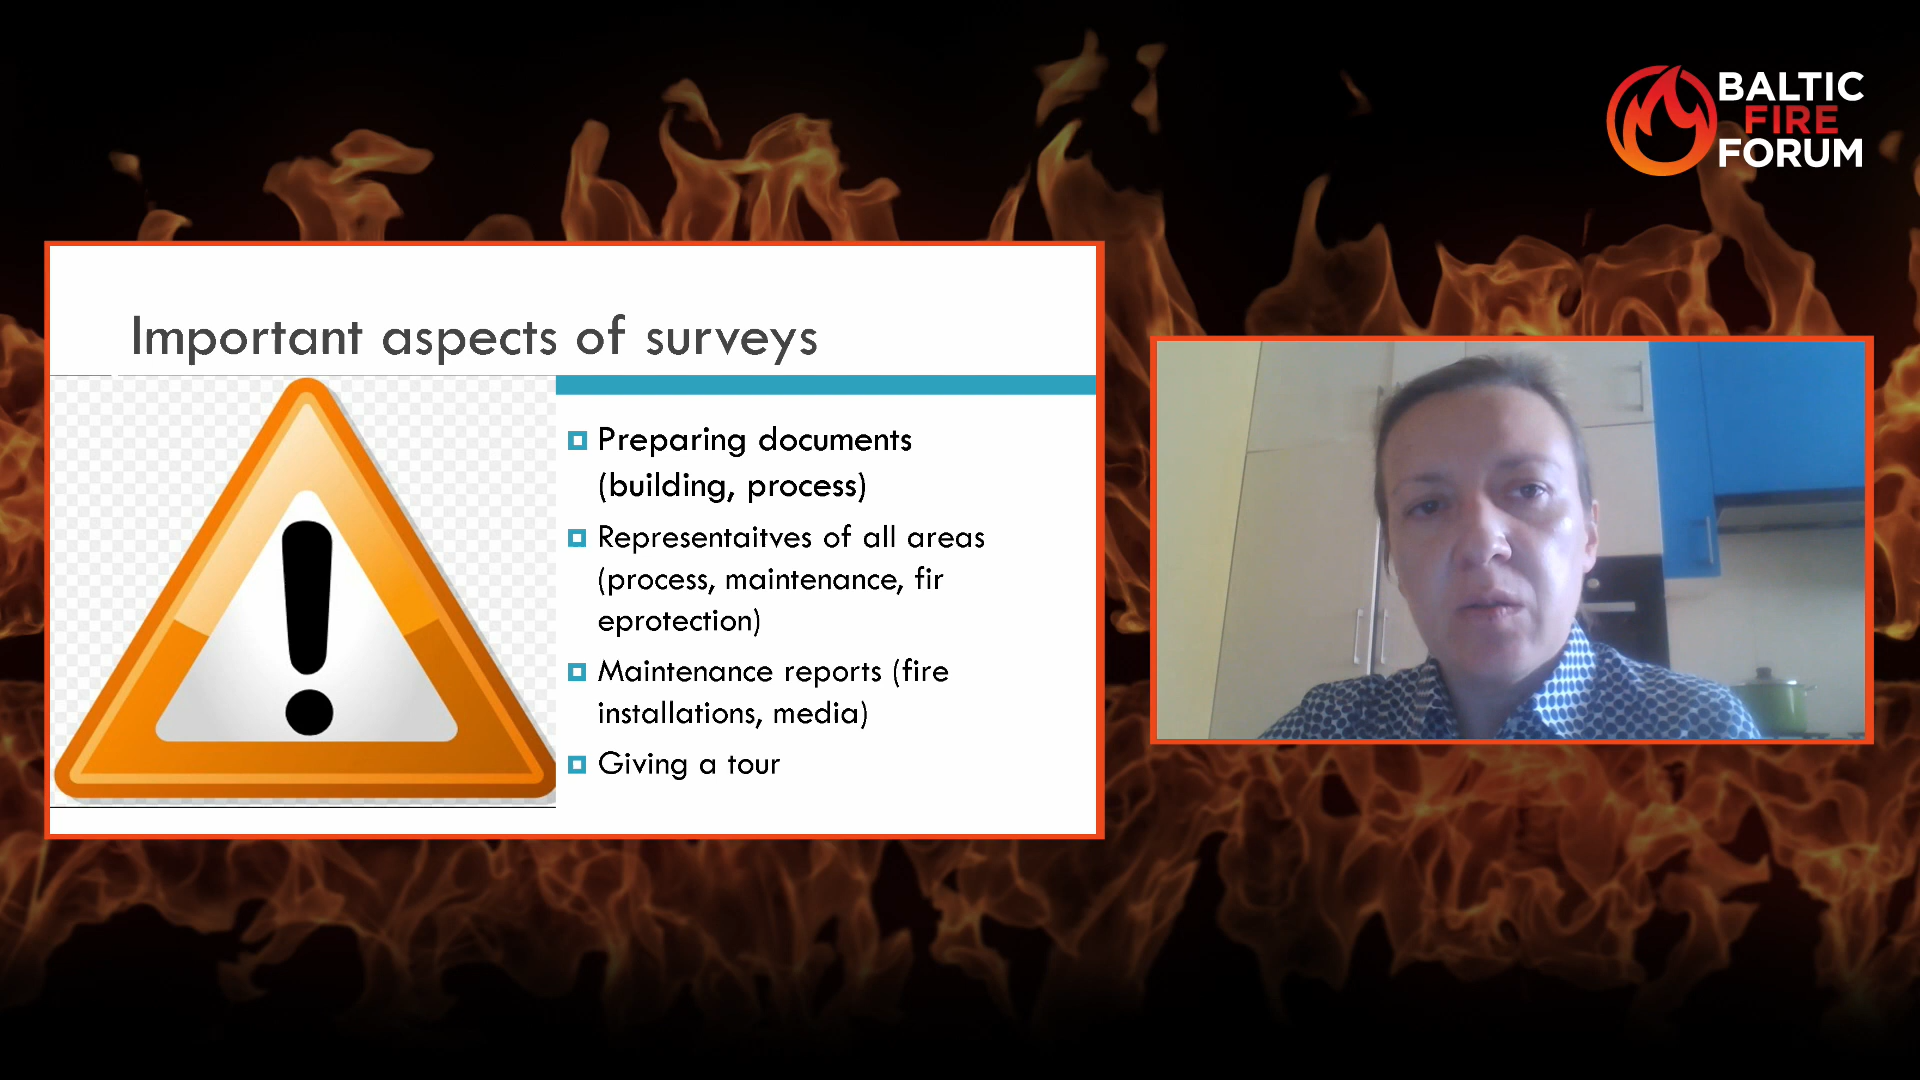 BALTIC
FIRE
FORUM
Important aspects of surveys
Preparing documents
(building, process)
Representaitves of all areas
(process, maintenance, fir
eprotection)
Maintenance reports (fire
installations, media)
Giving a tour